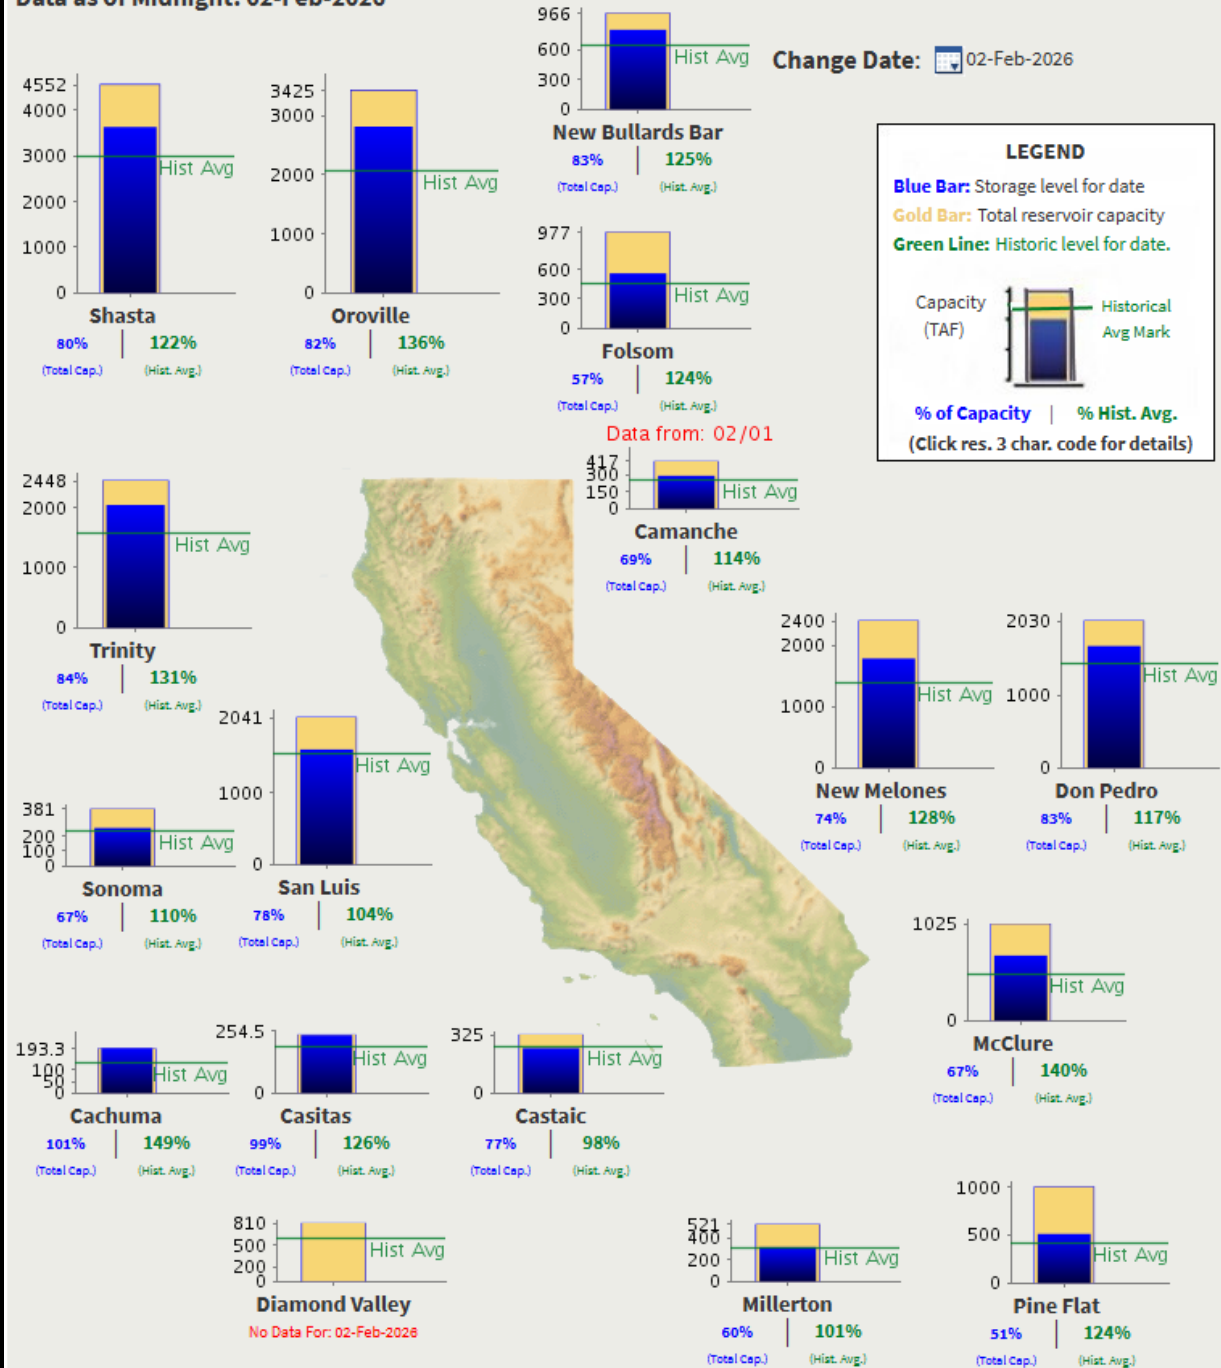 Data as of Midnight: 02-Feb-2026
Change Date: 02-Feb-2026
4552
4000
3000
2000
1000
0
Hist Avg
Shasta
80% | 122%
(Total Cap.) (Hist. Avg.)
3425
3000
2000
1000
0
Hist Avg
Oroville
82% | 136%
(Total Cap.) (Hist. Avg.)
966
600
300
0
Hist Avg
New Bullards Bar
83% | 125%
(Total Cap.) (Hist. Avg.)
977
600
300
0
Hist Avg
Folsom
57% | 124%
(Total Cap.) (Hist. Avg.)
LEGEND
Blue Bar: Storage level for date
Gold Bar: Total reservoir capacity
Green Line: Historic level for date.
Capacity
(TAF)
Historical
Avg Mark
% of Capacity | % Hist. Avg.
(Click res. 3 char. code for details)
Data from: 02/01
417
300
150
0
Hist Avg
Camanche
69% | 114%
(Total Cap.) (Hist. Avg.)
2448
2000
1000
0
Hist Avg
Trinity
84% | 131%
(Total Cap.) (Hist. Avg.)
2400
2000
1000
0
Hist Avg
New Melones
74% | 128%
(Total Cap.) (Hist. Avg.)
2030
1000
0
Hist Avg
Don Pedro
83% | 117%
(Total Cap.) (Hist. Avg.)
381
200
100
0
Hist Avg
Sonoma
67% | 110%
(Total Cap.) (Hist. Avg.)
2041
1000
0
Hist Avg
San Luis
78% | 104%
(Total Cap.) (Hist. Avg.)
1025
0
Hist Avg
McClure
67% | 140%
(Total Cap.) (Hist. Avg.)
193.3
100
50
0
Hist Avg
Cachuma
101% | 149%
(Total Cap.) (Hist. Avg.)
254.5
0
Hist Avg
Casitas
99% | 126%
(Total Cap.) (Hist. Avg.)
325
0
Hist Avg
Castaic
77% | 98%
(Total Cap.) (Hist. Avg.)
810
500
200
0
Hist Avg
Diamond Valley
No Data For: 02-Feb-2026
521
400
200
0
Hist Avg
Millerton
60% | 101%
(Total Cap.) (Hist. Avg.)
1000
500
0
Hist Avg
Pine Flat
51% | 124%
(Total Cap.) (Hist. Avg.)